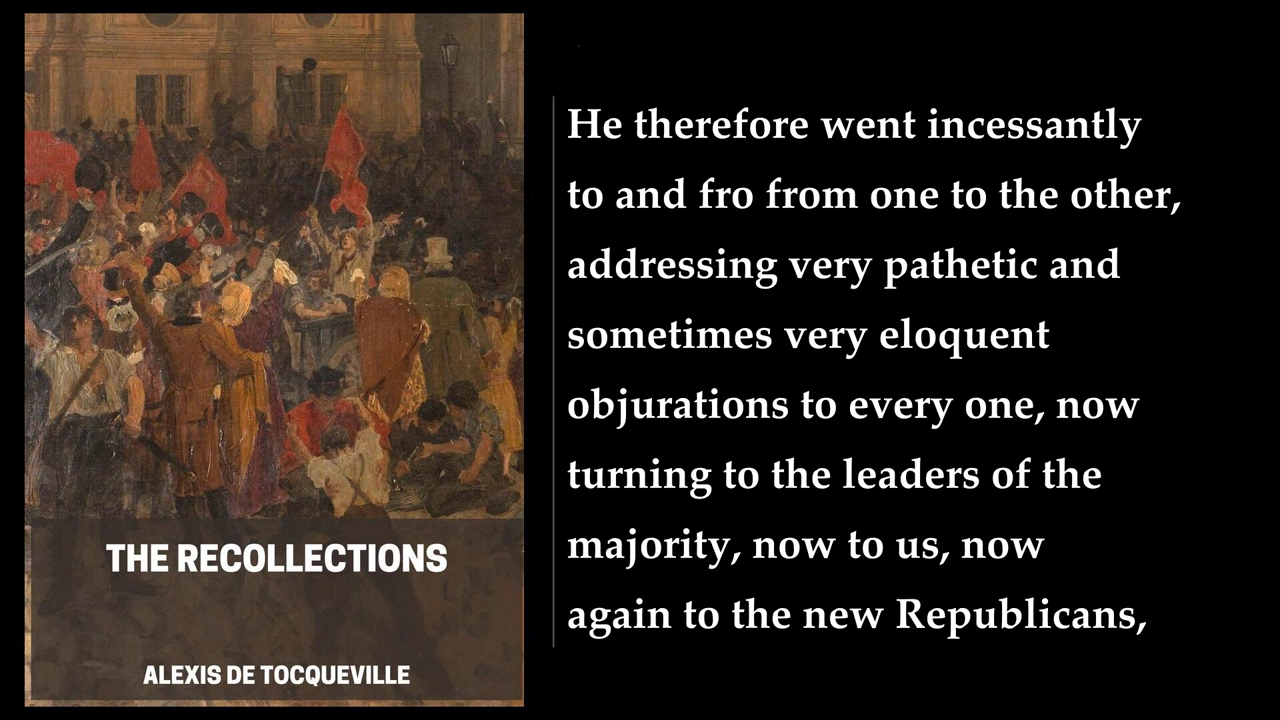 THE RECOLLECTIONS
ALEXIS DE TOCQUEVILLE
He therefore went incessantly
to and fro from one to the other,
addressing very pathetic and
sometimes very eloquent
objurations to every one, now
turning to the leaders of the
majority, now to us, now
again to the new Republicans,